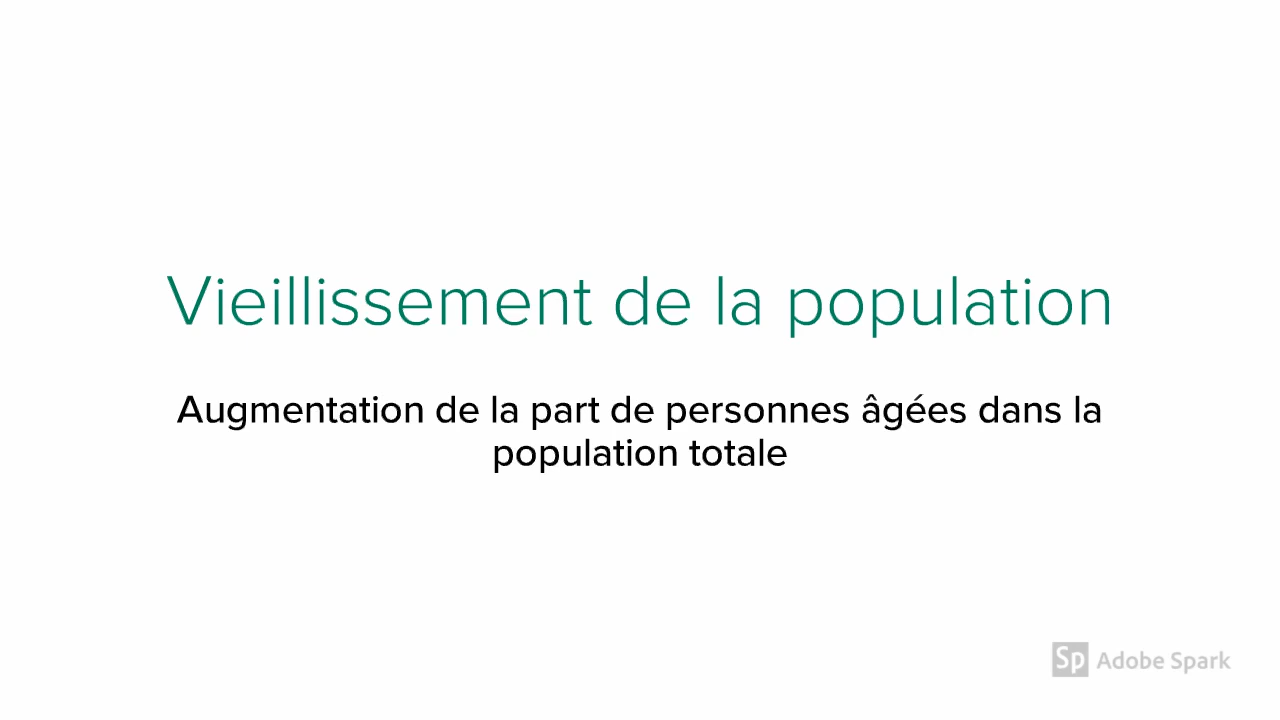 Vieillissement de la population
Augmentation de la part de personnes âgées dans la
population totale
Sp Adobe Spark